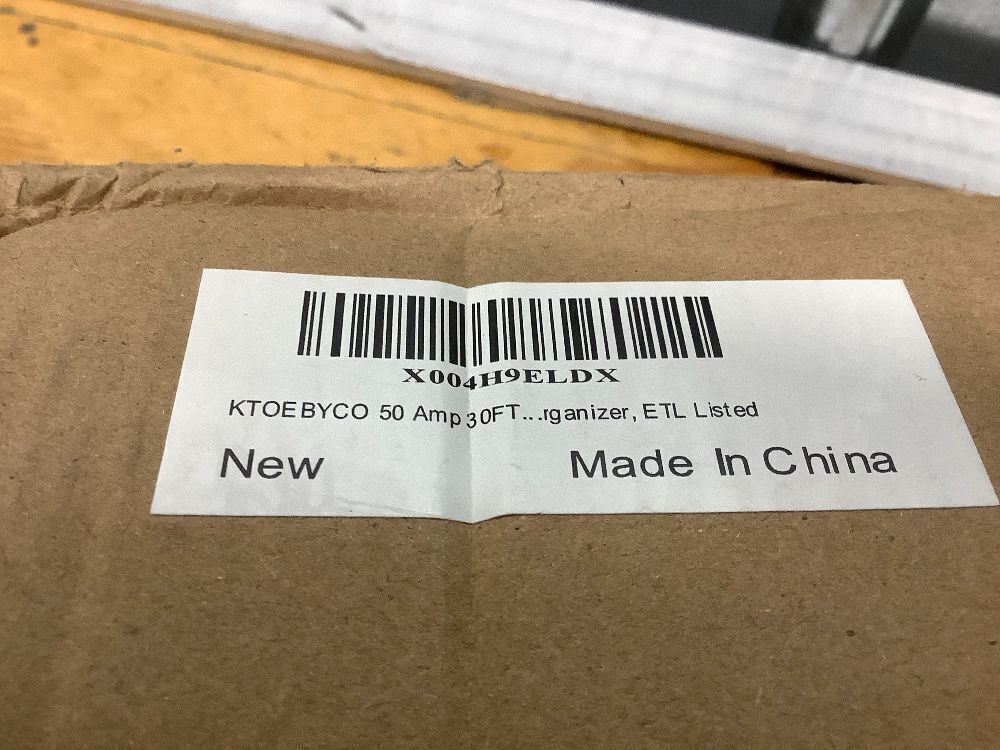 X004H9ELDX
KTOEBYCO 50 Amp 30FT...rganizer, ETL Listed
New Made In China